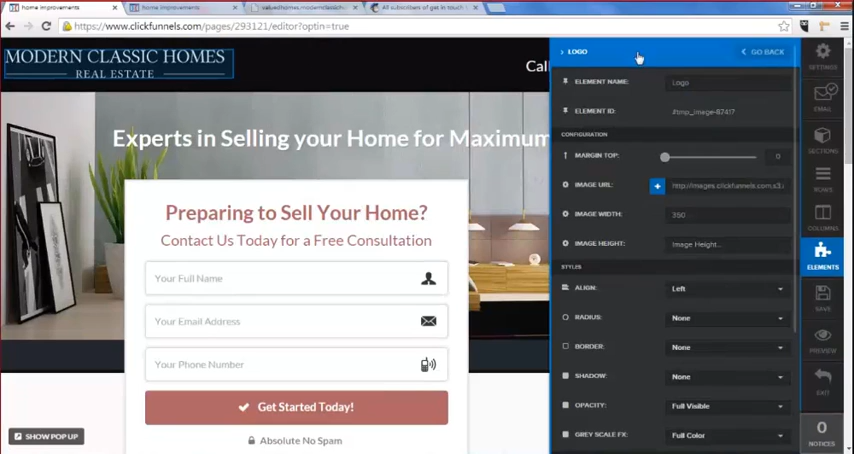 home improvements
home improvements
All subscribers of get in touch
https://www.clickfunnels.com/pages/293121/editor?optin=true
MODERN CLASSIC HOMES
REAL ESTATE
Call
Experts in Selling your Home for Maximum
Preparing to Sell Your Home?
Contact Us Today for a Free Consultation
Your Full Name
Your Email Address
Your Phone Number
Get Started Today!
Absolute No Spam
SHOW POP UP
LOGO
GO BACK
ELEMENT NAME: Logo
ELEMENT ID: #tmp_image-87417
CONFIGURATION
MARGIN TOP: 0
IMAGE URL: http://images.clickfunnels.com.s3.
IMAGE WIDTH: 390
IMAGE HEIGHT: Image Height...
STYLES
ALIGN: Left
RADIUS: None
BORDER: None
SHADOW: None
OPACITY: Full Visible
GREY SCALE FX: Full Color
SETTINGS
EMAIL
SECTIONS
ROWS
COLUMNS
ELEMENTS
SAVE
PREVIEW
EXIT
0
NOTICES